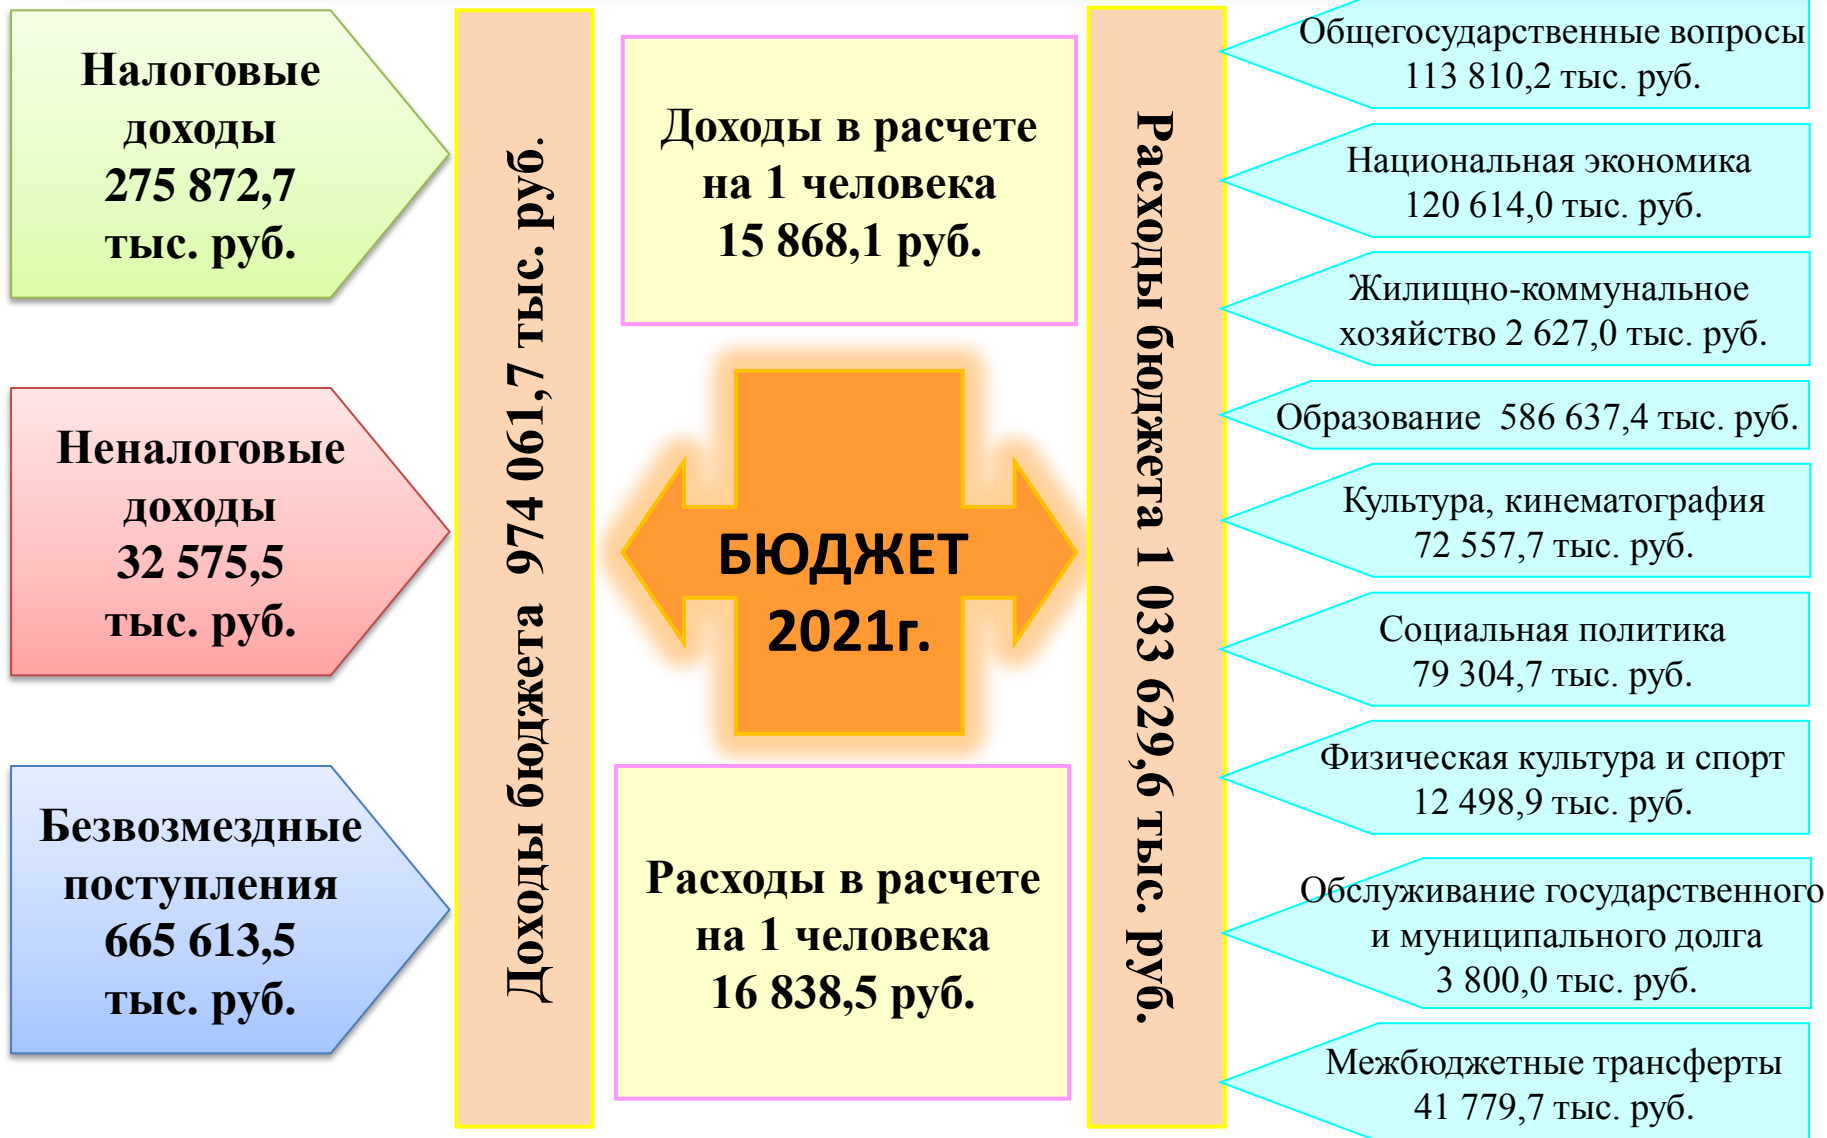 Налоговые
доходы
275 872,7
тыс. руб.
Неналоговые
доходы
32 575,5
тыс. руб.
Безвозмездные
поступления
665 613,5
тыс. руб.
Доходы бюджета  974 061,7 тыс. руб.
Доходы в расчете
на 1 человека
15 868,1 руб.
БЮДЖЕТ
2021г.
Расходы в расчете
на 1 человека
16 838,5 руб.
Расходы бюджета 1 033 629,6 тыс. руб.
Общегосударственные вопросы
113 810,2 тыс. руб.
Национальная экономика
120 614,0 тыс. руб.
Жилищно-коммунальное
хозяйство 2 627,0 тыс. руб.
Образование  586 637,4 тыс. руб.
Культура, кинематография
72 557,7 тыс. руб.
Социальная политика
79 304,7 тыс. руб.
Физическая культура и спорт
12 498,9 тыс. руб.
Обслуживание государственного
и муниципального долга
3 800,0 тыс. руб.
Межбюджетные трансферты
41 779,7 тыс. руб.